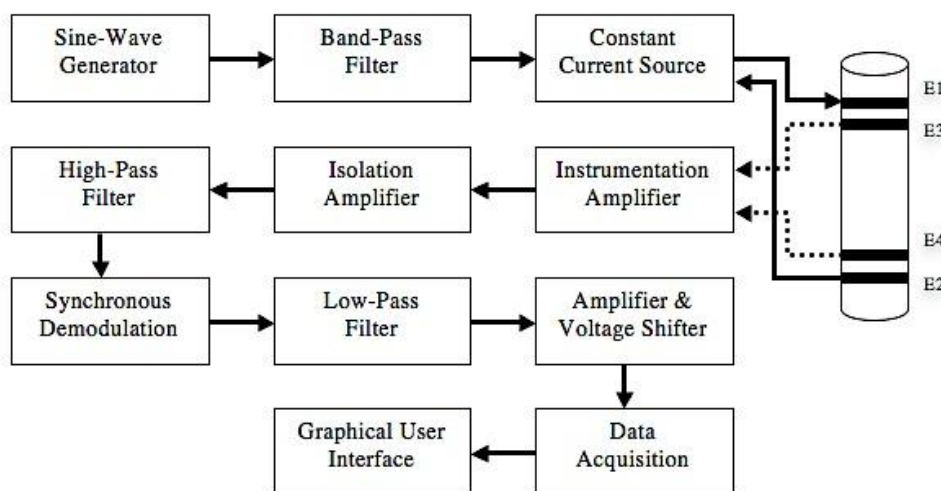 Sine-Wave
Generator
Band-Pass
Filter
Constant
Current Source
E1
E3
High-Pass
Filter
Isolation
Amplifier
Instrumentation
Amplifier
E4
E2
Synchronous
Demodulation
Low-Pass
Filter
Amplifier &
Voltage Shifter
Graphical User
Interface
Data
Acquisition